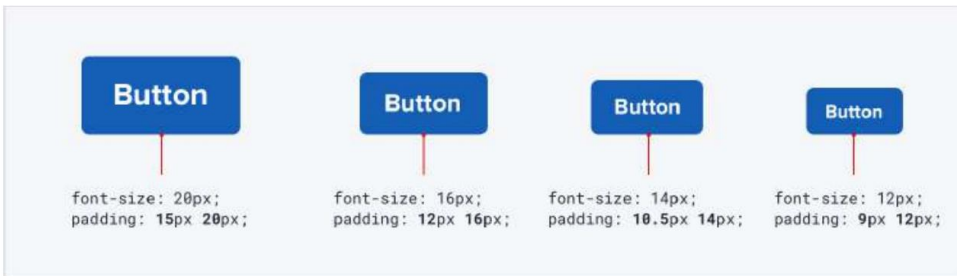 Button
Button
Button
Button
font-size: 20px;
padding: 15px 20px;
font-size: 16px;
padding: 12px 16px;
font-size: 14px;
padding: 10.5px 14px;
font-size: 12px;
padding: 9px 12px;